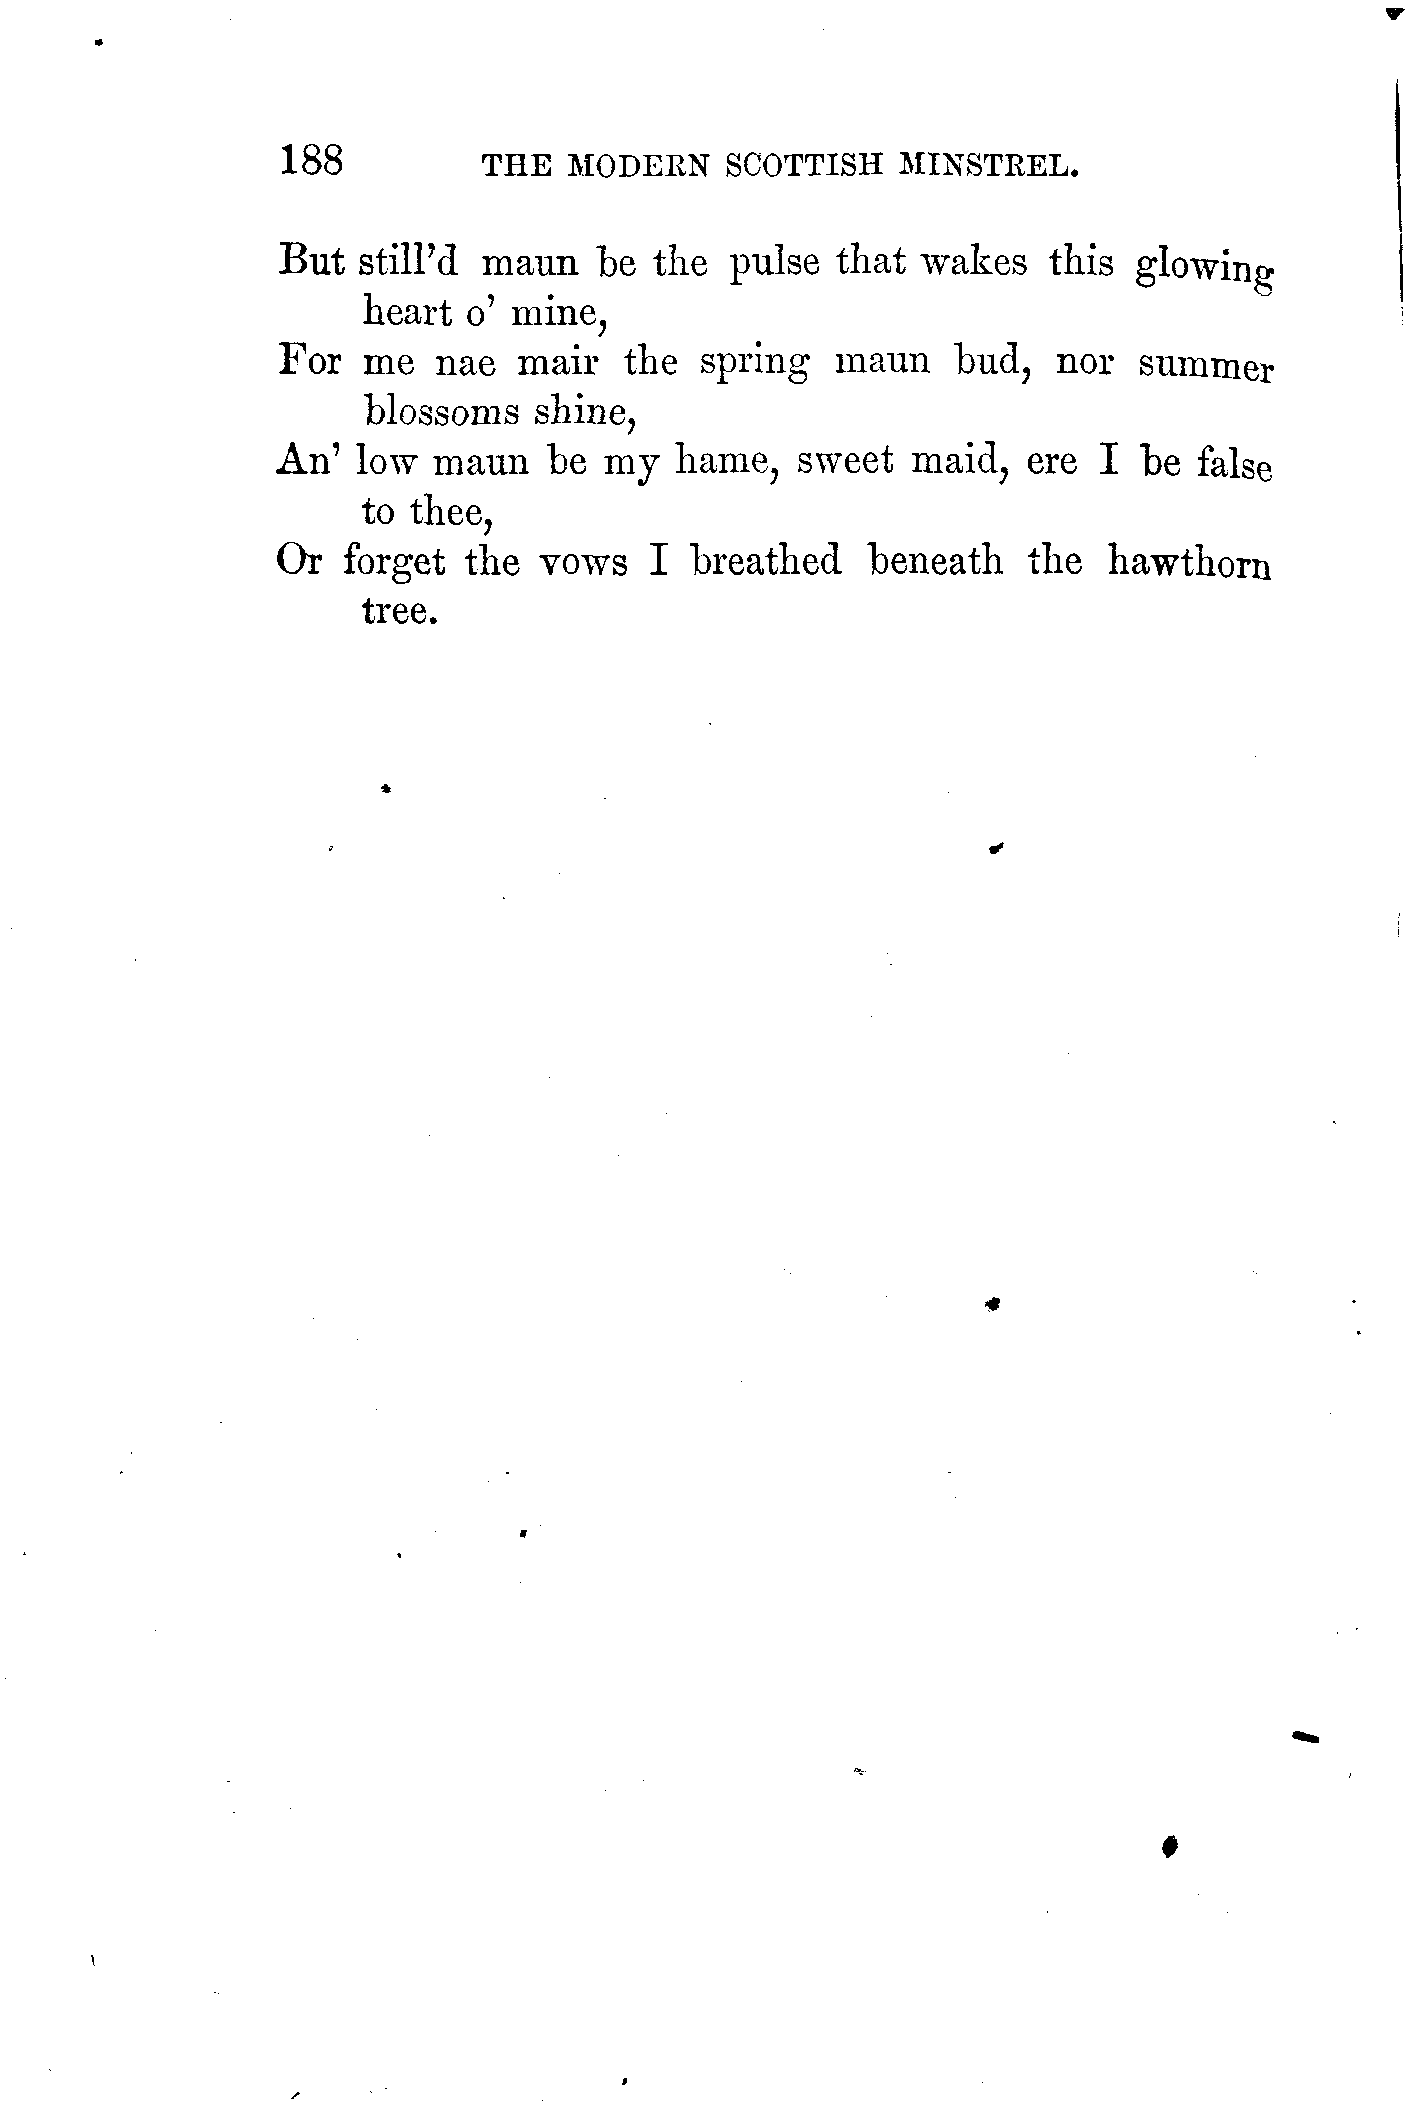 188 THE MODERN SCOTTISH MINSTREL.
But still’d maun be the pulse that wakes this glowing
heart o’ mine,
For me nae mair the spring maun bud, nor summer
blossoms shine,
An’ low maun be my hame, sweet maid, ere I be false
to thee,
Or forget the vows I breathed beneath the hawthorn
tree.